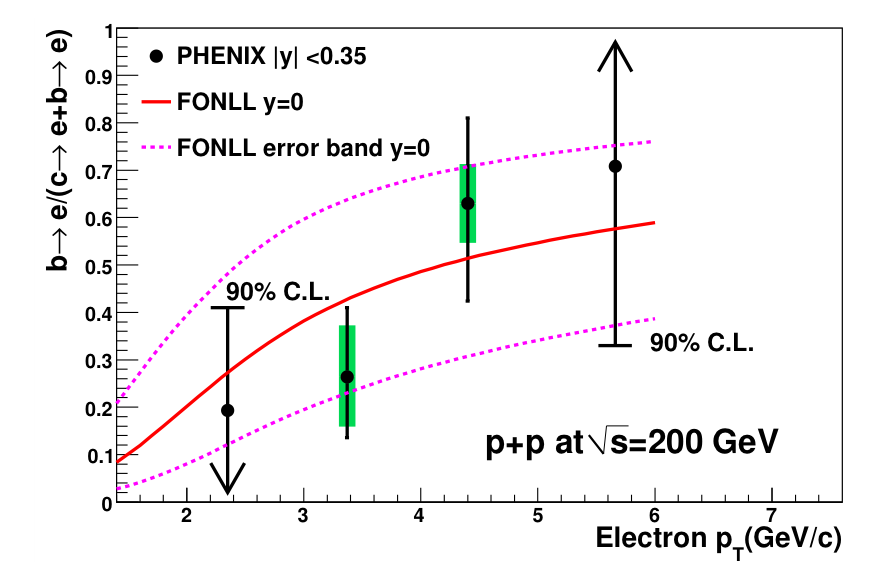 b→ e/(c→ e+b→ e)
1
0.9
0.8
0.7
0.6
0.5
0.4
0.3
0.2
0.1
0
PHENIX |y| <0.35
FONLL y=0
FONLL error band y=0
90% C.L.
90% C.L.
p+p at √s=200 GeV
2 3 4 5 6 7
Electron p_T(GeV/c)